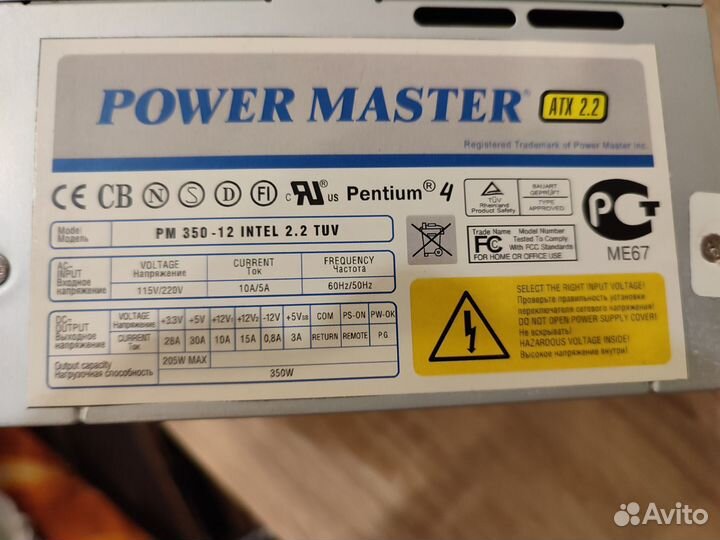 POWER MASTER® ATX 2.2
Registered Trademark of Power Master Inc.
CE CB N S D FI c RU us Pentium® 4
TÜV Rheinland Product Safety
BAUART GEPRÜFT
TYPE APPROVED
PCT
ME67
Model
Модель
PM 350-12 INTEL 2.2 TUV
Trade Name
Model Number
FC
Tested To Comply
With FCC Standards
FOR HOME OR OFFICE USE
AC-INPUT
Входное напряжение
VOLTAGE
Напряжение
CURRENT
Ток
FREQUENCY
Частота
115V/220V 10A/5A 60Hz/50Hz
DC-OUTPUT
Выходное напряжение
VOLTAGE
Напряжение
+3.3V +5V +12V1 +12V2 -12V +5VSB COM PS-ON PW-OK
CURRENT
Ток
28A 30A 10A 15A 0,8A 3A RETURN REMOTE PG
Output capacity
Нагрузочная способность
205W MAX
350W
SELECT THE RIGHT INPUT VOLTAGE!
Проверьте правильность установки
переключателя сетевого напряжения!
DO NOT OPEN POWER SUPPLY COVER!
Не вскрывать!
HAZARDOUS VOLTAGE INSIDE!
Высокое напряжение внутри!
Avito